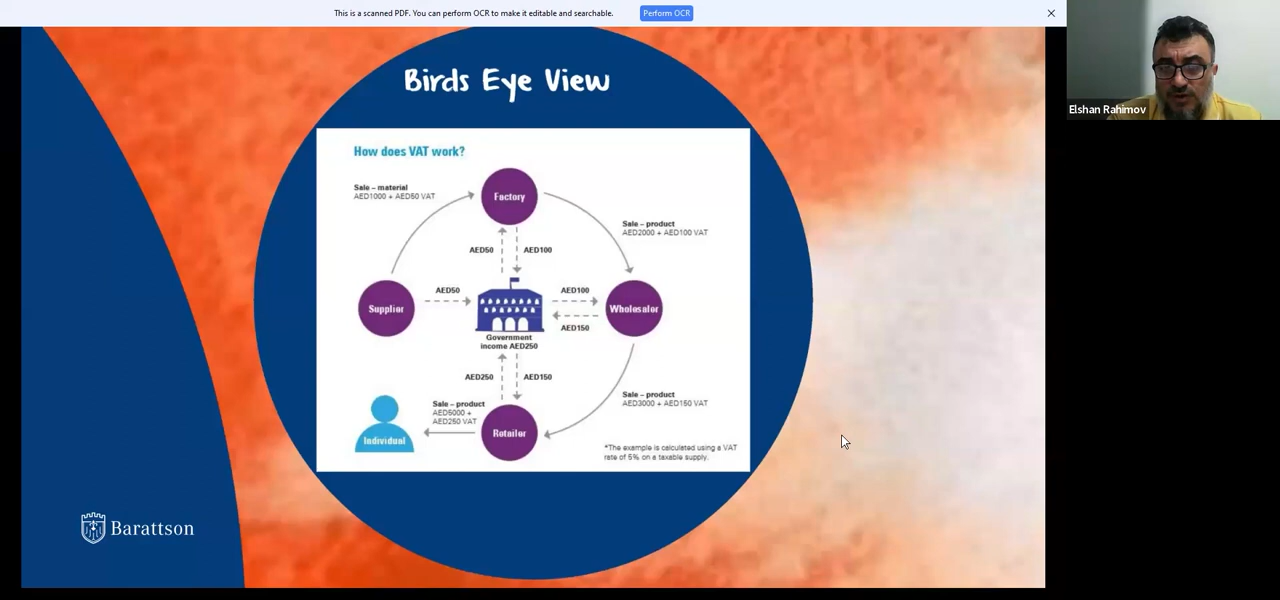 This is a scanned PDF. You can perform OCR to make it editable and searchable.
Perform OCR
Elshan Rahimov
Birds Eye View
How does VAT work?
Sale – material
AED1000 + AED50 VAT
Factory
Sale – product
AED2000 + AED100 VAT
AED50
AED100
Supplier
AED50
AED100
Wholesaler
AED150
Government
income AED250
AED250
AED150
Sale – product
AED3000 + AED150 VAT
Sale – product
AED5000 +
AED250 VAT
Individual
Retailer
*The example is calculated using a VAT
rate of 5% on a taxable supply.
Barattson